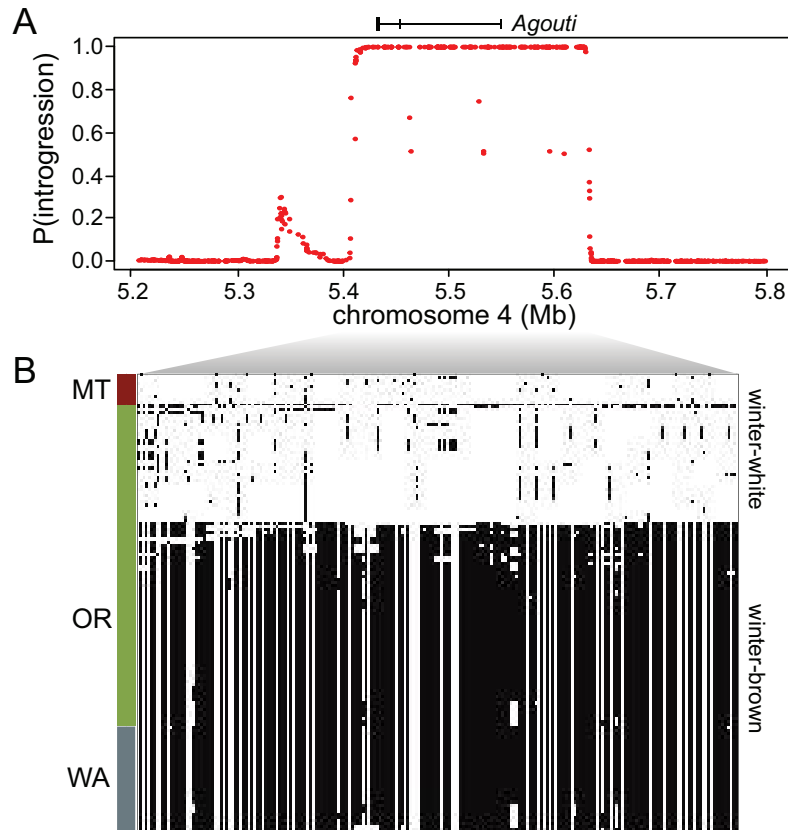 A
Agouti
P(introgression)
1.0
0.8
0.6
0.4
0.2
0.0
5.2 5.3 5.4 5.5 5.6 5.7 5.8
chromosome 4 (Mb)
B
MT
OR
WA
winter-white
winter-brown